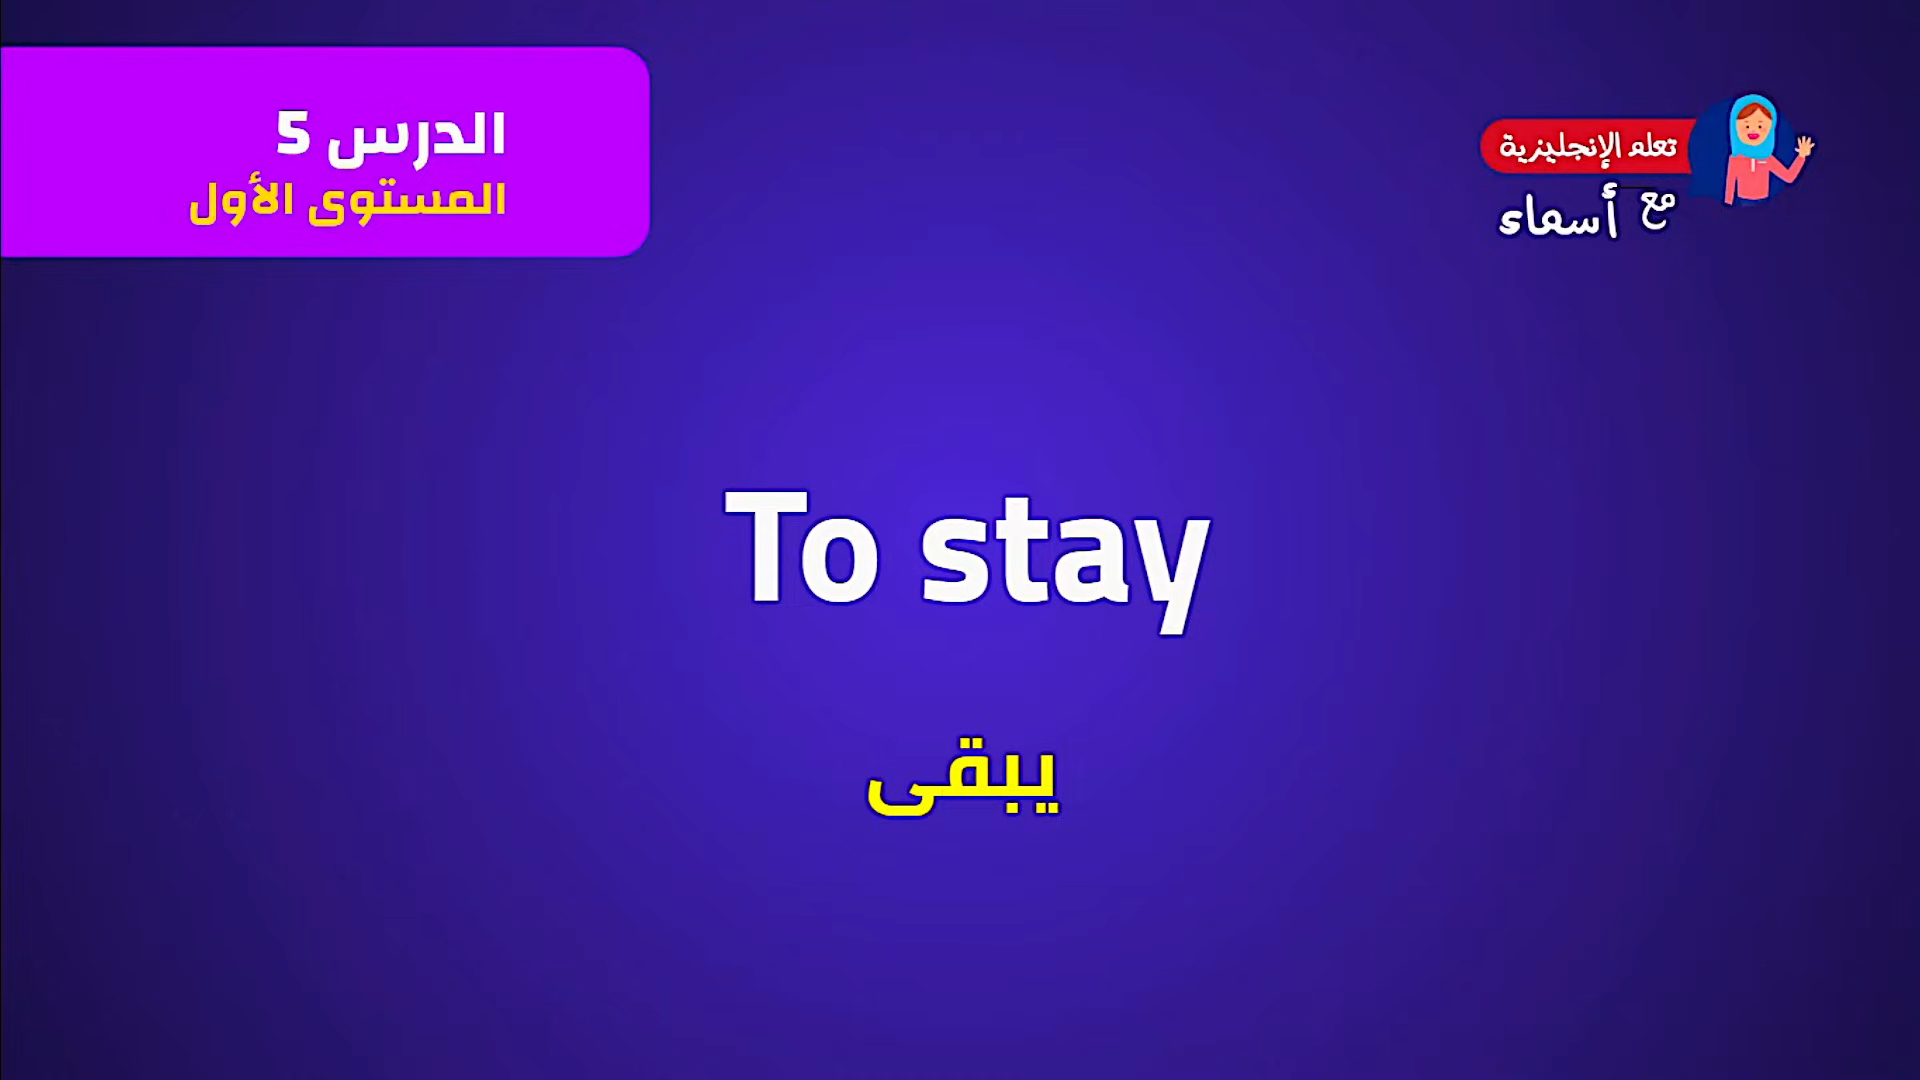 الدرس 5
المستوى الأول
تعلم الإنجليزية
مع أسماء
To stay
يبقى